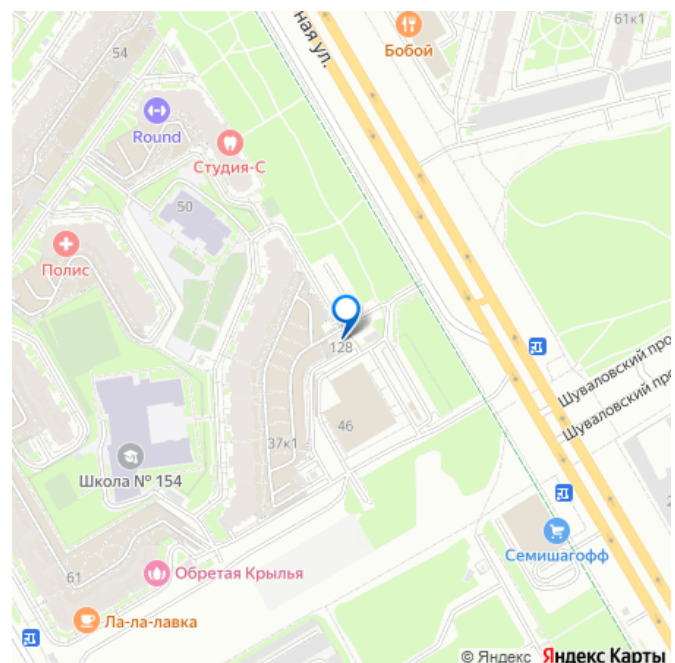 54
ная ул.
Бобой
61к1
Round
Студия-С
50
Полис
128
Шуваловский про
Шуваловский про
46
37к1
Школа № 154
2
Семишагофф
61
Обретая Крылья
Ла-ла-лавка
© Яндекс Яндекс Карты